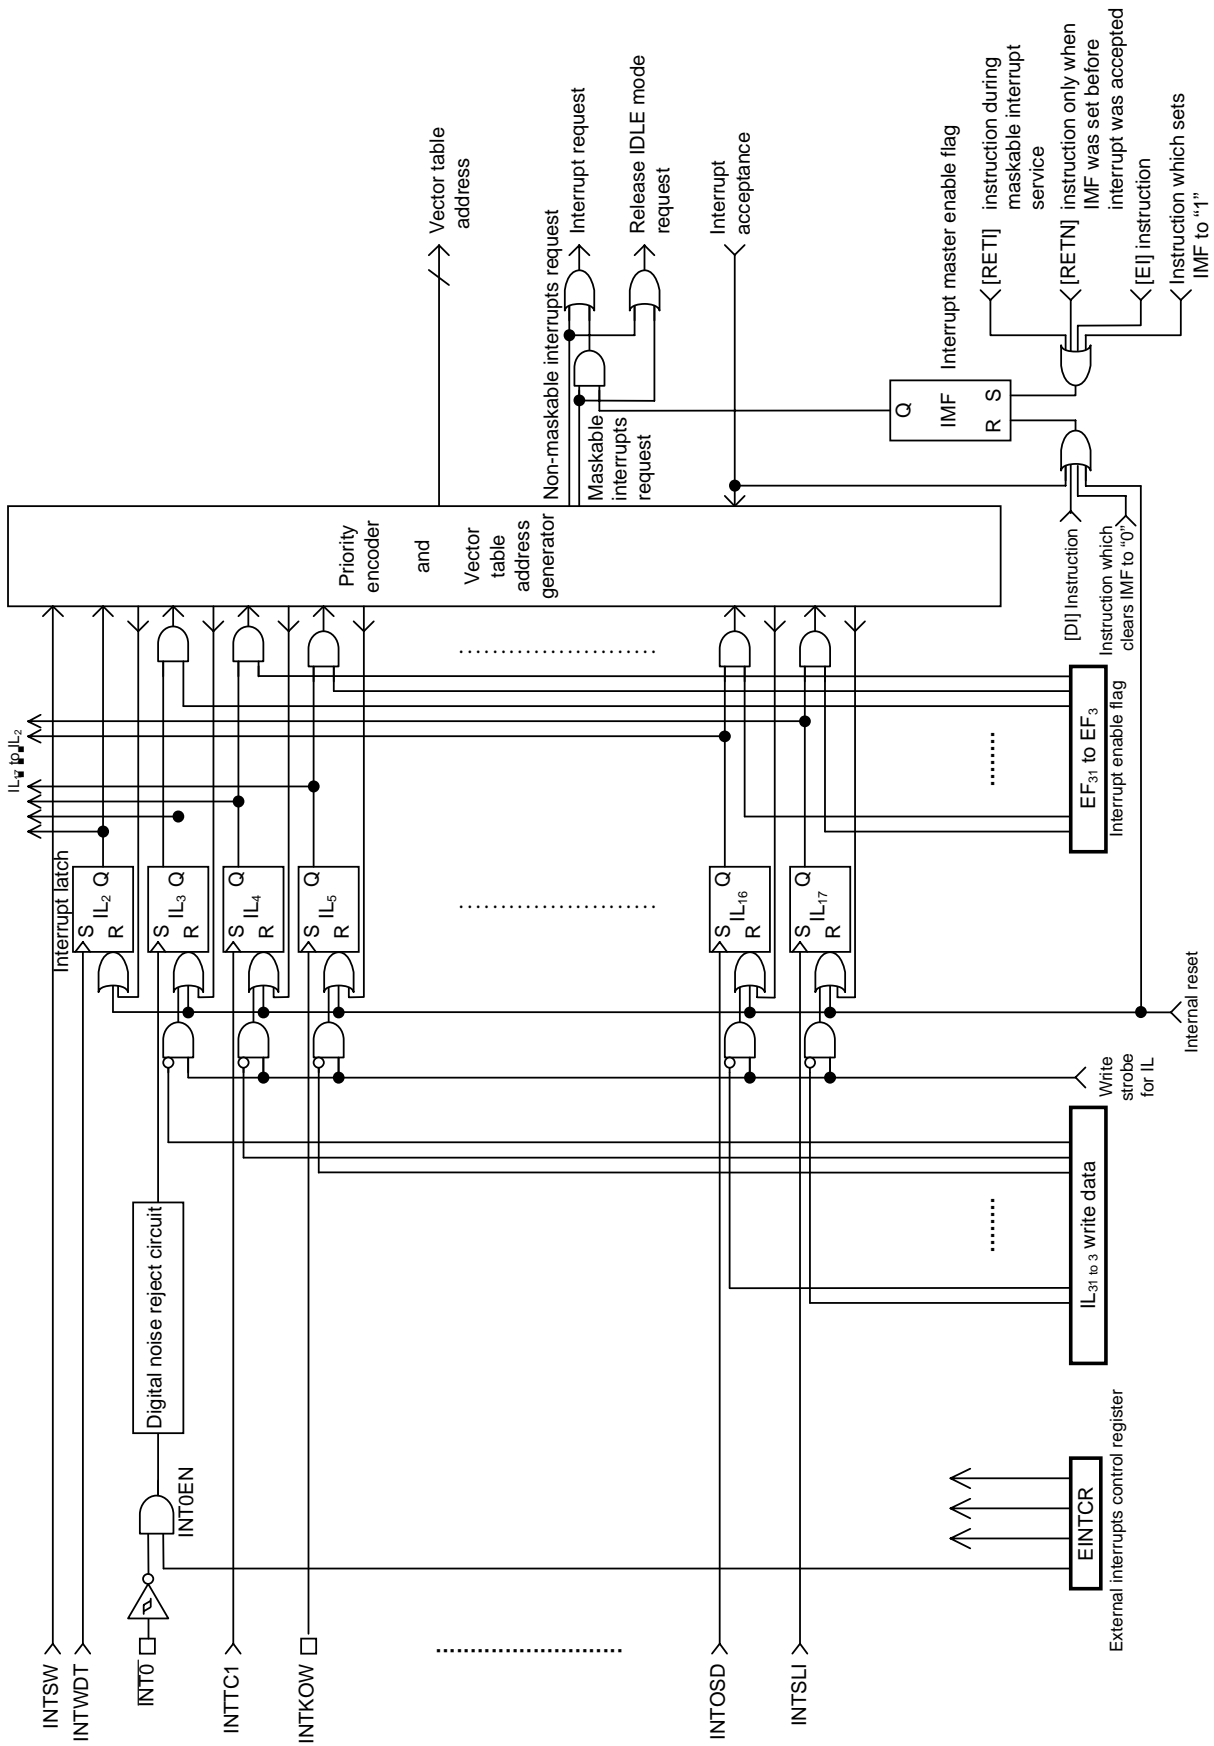 INTSW
INTWDT
INT0
INTTC1
INTKOW
INTOSD
INTSLI
INT0EN
Digital noise reject circuit
EINTCR
External interrupts control register
IL31 to 3 write data
Write
strobe
for IL
Internal reset
Interrupt latch
S
R
Q
IL2
S
R
Q
IL3
S
R
Q
IL4
S
R
Q
IL5
S
R
Q
IL16
S
R
Q
IL17
IL17 to IL2
EF31 to EF3
Interrupt enable flag
Priority
encoder
and
Vector
table
address
generator
Vector table
address
Non-maskable interrupts request
Maskable
interrupts
request
Interrupt request
Release IDLE mode
request
Interrupt
acceptance
Interrupt master enable flag
Q
IMF
R S
[DI] Instruction
Instruction which
clears IMF to “0”
[RETI] instruction during
maskable interrupt
service
[RETN] instruction only when
IMF was set before
interrupt was accepted
[EI] instruction
Instruction which sets
IMF to “1”